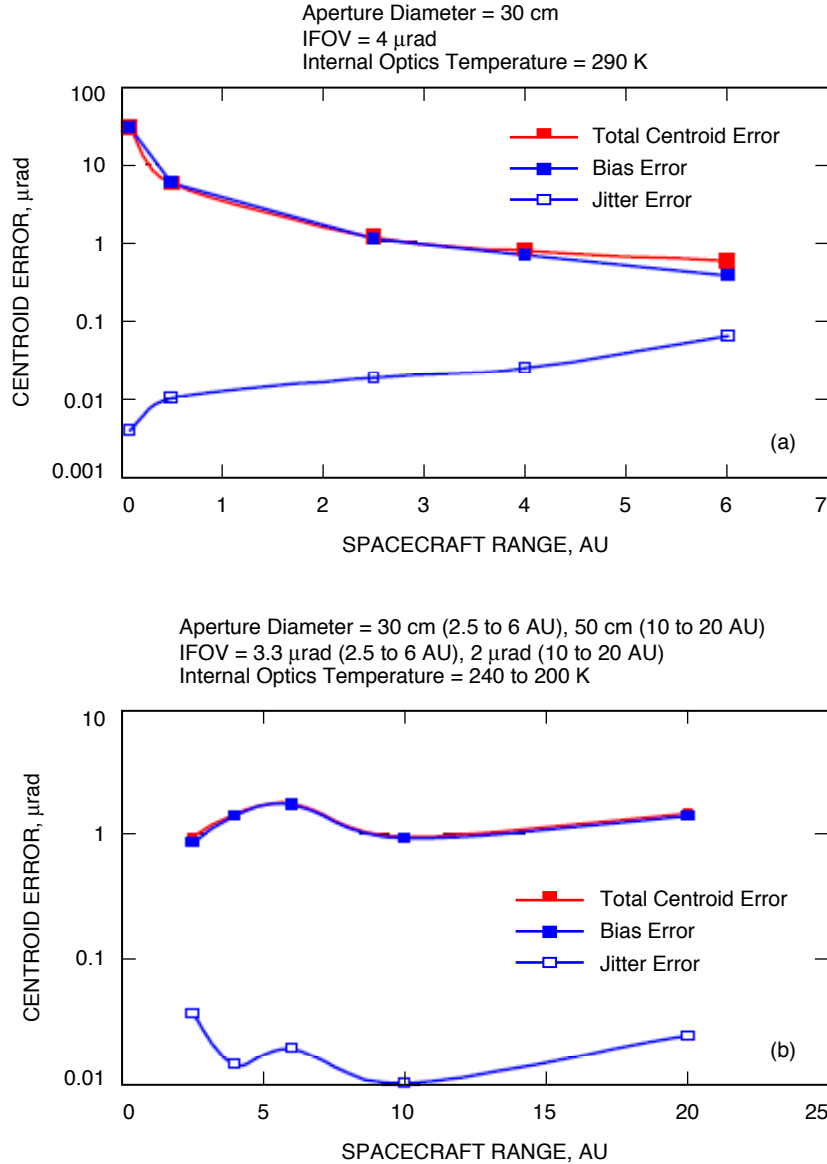 Aperture Diameter = 30 cm
IFOV = 4 μrad
Internal Optics Temperature = 290 K
100
10
1
0.1
0.01
0.001
CENTROID ERROR, μrad
Total Centroid Error
Bias Error
Jitter Error
(a)
0 1 2 3 4 5 6 7
SPACECRAFT RANGE, AU
Aperture Diameter = 30 cm (2.5 to 6 AU), 50 cm (10 to 20 AU)
IFOV = 3.3 μrad (2.5 to 6 AU), 2 μrad (10 to 20 AU)
Internal Optics Temperature = 240 to 200 K
10
1
0.1
0.01
CENTROID ERROR, μrad
Total Centroid Error
Bias Error
Jitter Error
(b)
0 5 10 15 20 25
SPACECRAFT RANGE, AU